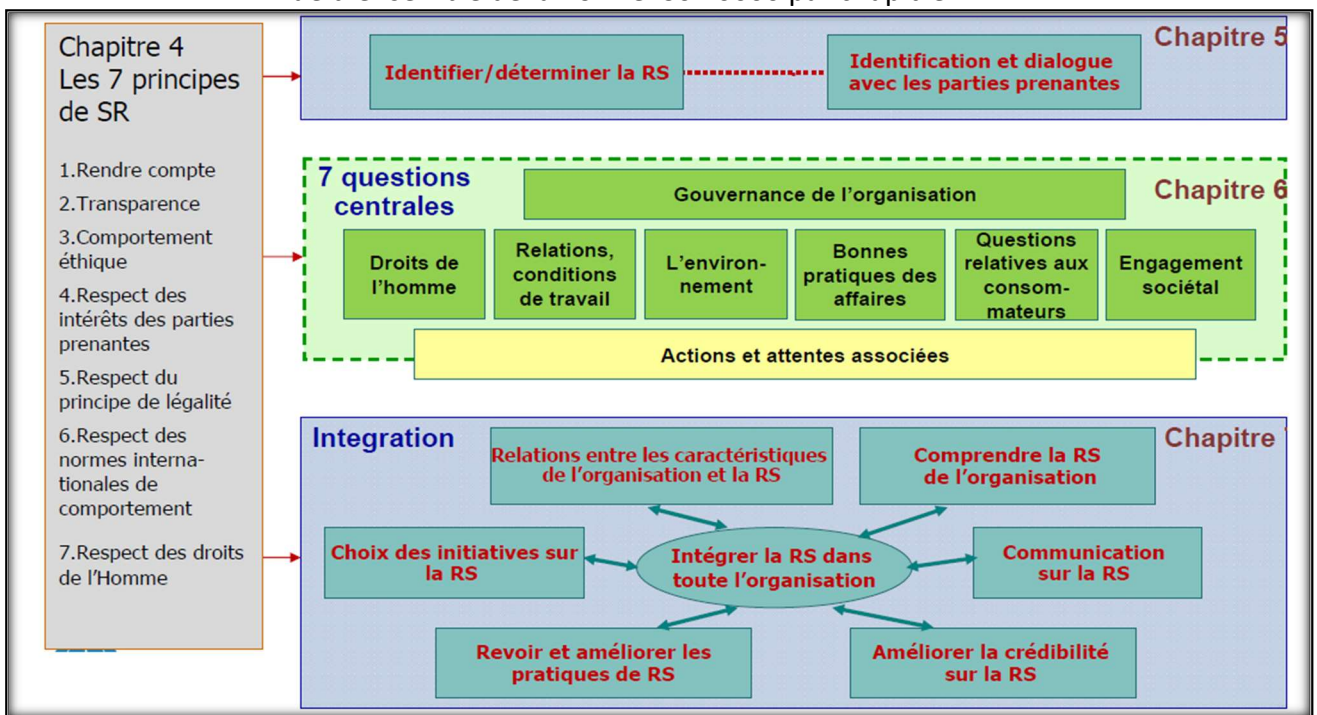 Chapitre 4
Les 7 principes
de SR
1.Rendre compte
2.Transparence
3.Comportement
éthique
4.Respect des
intérêts des parties
prenantes
5.Respect du
principe de légalité
6.Respect des
normes interna-
tionales de
comportement
7.Respect des droits
de l'Homme
Chapitre 5
Identifier/déterminer la RS
Identification et dialogue
avec les parties prenantes
7 questions
centrales
Chapitre 6
Gouvernance de l'organisation
Droits de
l'homme
Relations,
conditions
de travail
L'environ-
nement
Bonnes
pratiques des
affaires
Questions
relatives aux
consom-
mateurs
Engagement
sociétal
Actions et attentes associées
Integration
Chapitre
Relations entre les caractéristiques
de l'organisation et la RS
Comprendre la RS
de l'organisation
Choix des initiatives sur
la RS
Intégrer la RS dans
toute l'organisation
Communication
sur la RS
Revoir et améliorer les
pratiques de RS
Améliorer la crédibilité
sur la RS